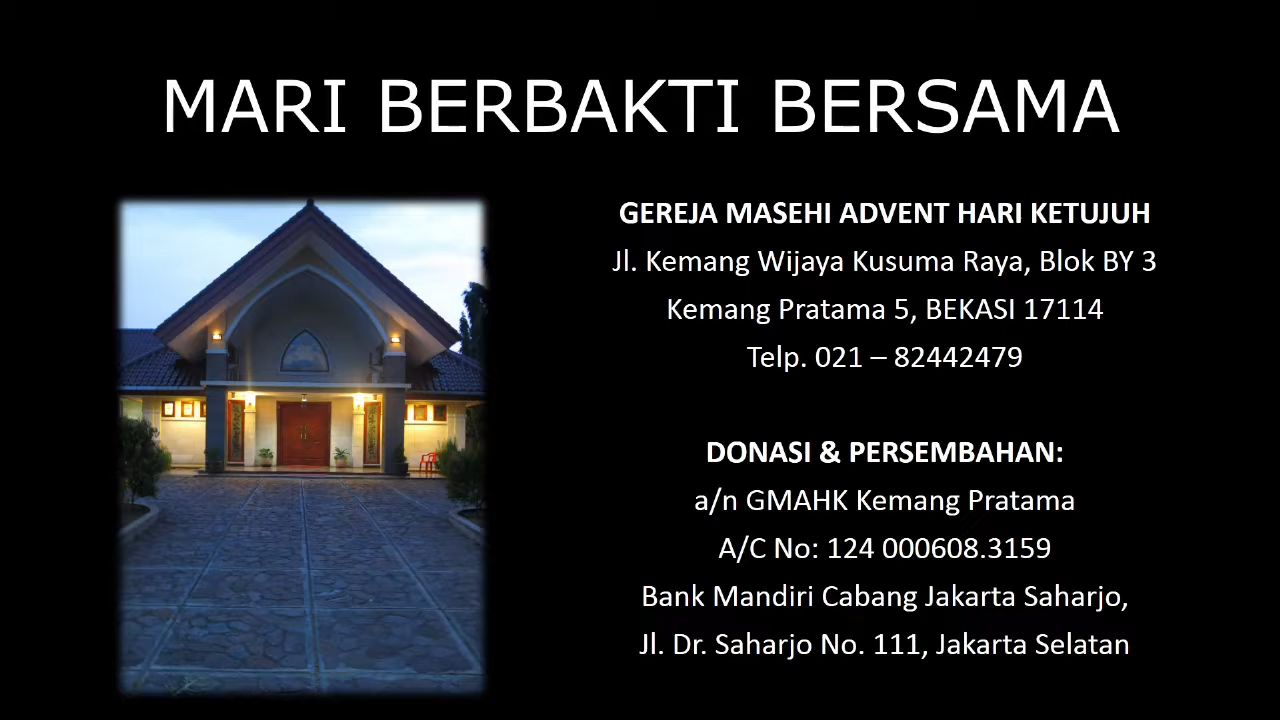 MARI BERBAKTI BERSAMA
GEREJA MASEHI ADVENT HARI KETUJUH
Jl. Kemang Wijaya Kusuma Raya, Blok BY 3
Kemang Pratama 5, BEKASI 17114
Telp. 021 – 82442479
DONASI & PERSEMBAHAN:
a/n GMAHK Kemang Pratama
A/C No: 124 000608.3159
Bank Mandiri Cabang Jakarta Saharjo,
Jl. Dr. Saharjo No. 111, Jakarta Selatan